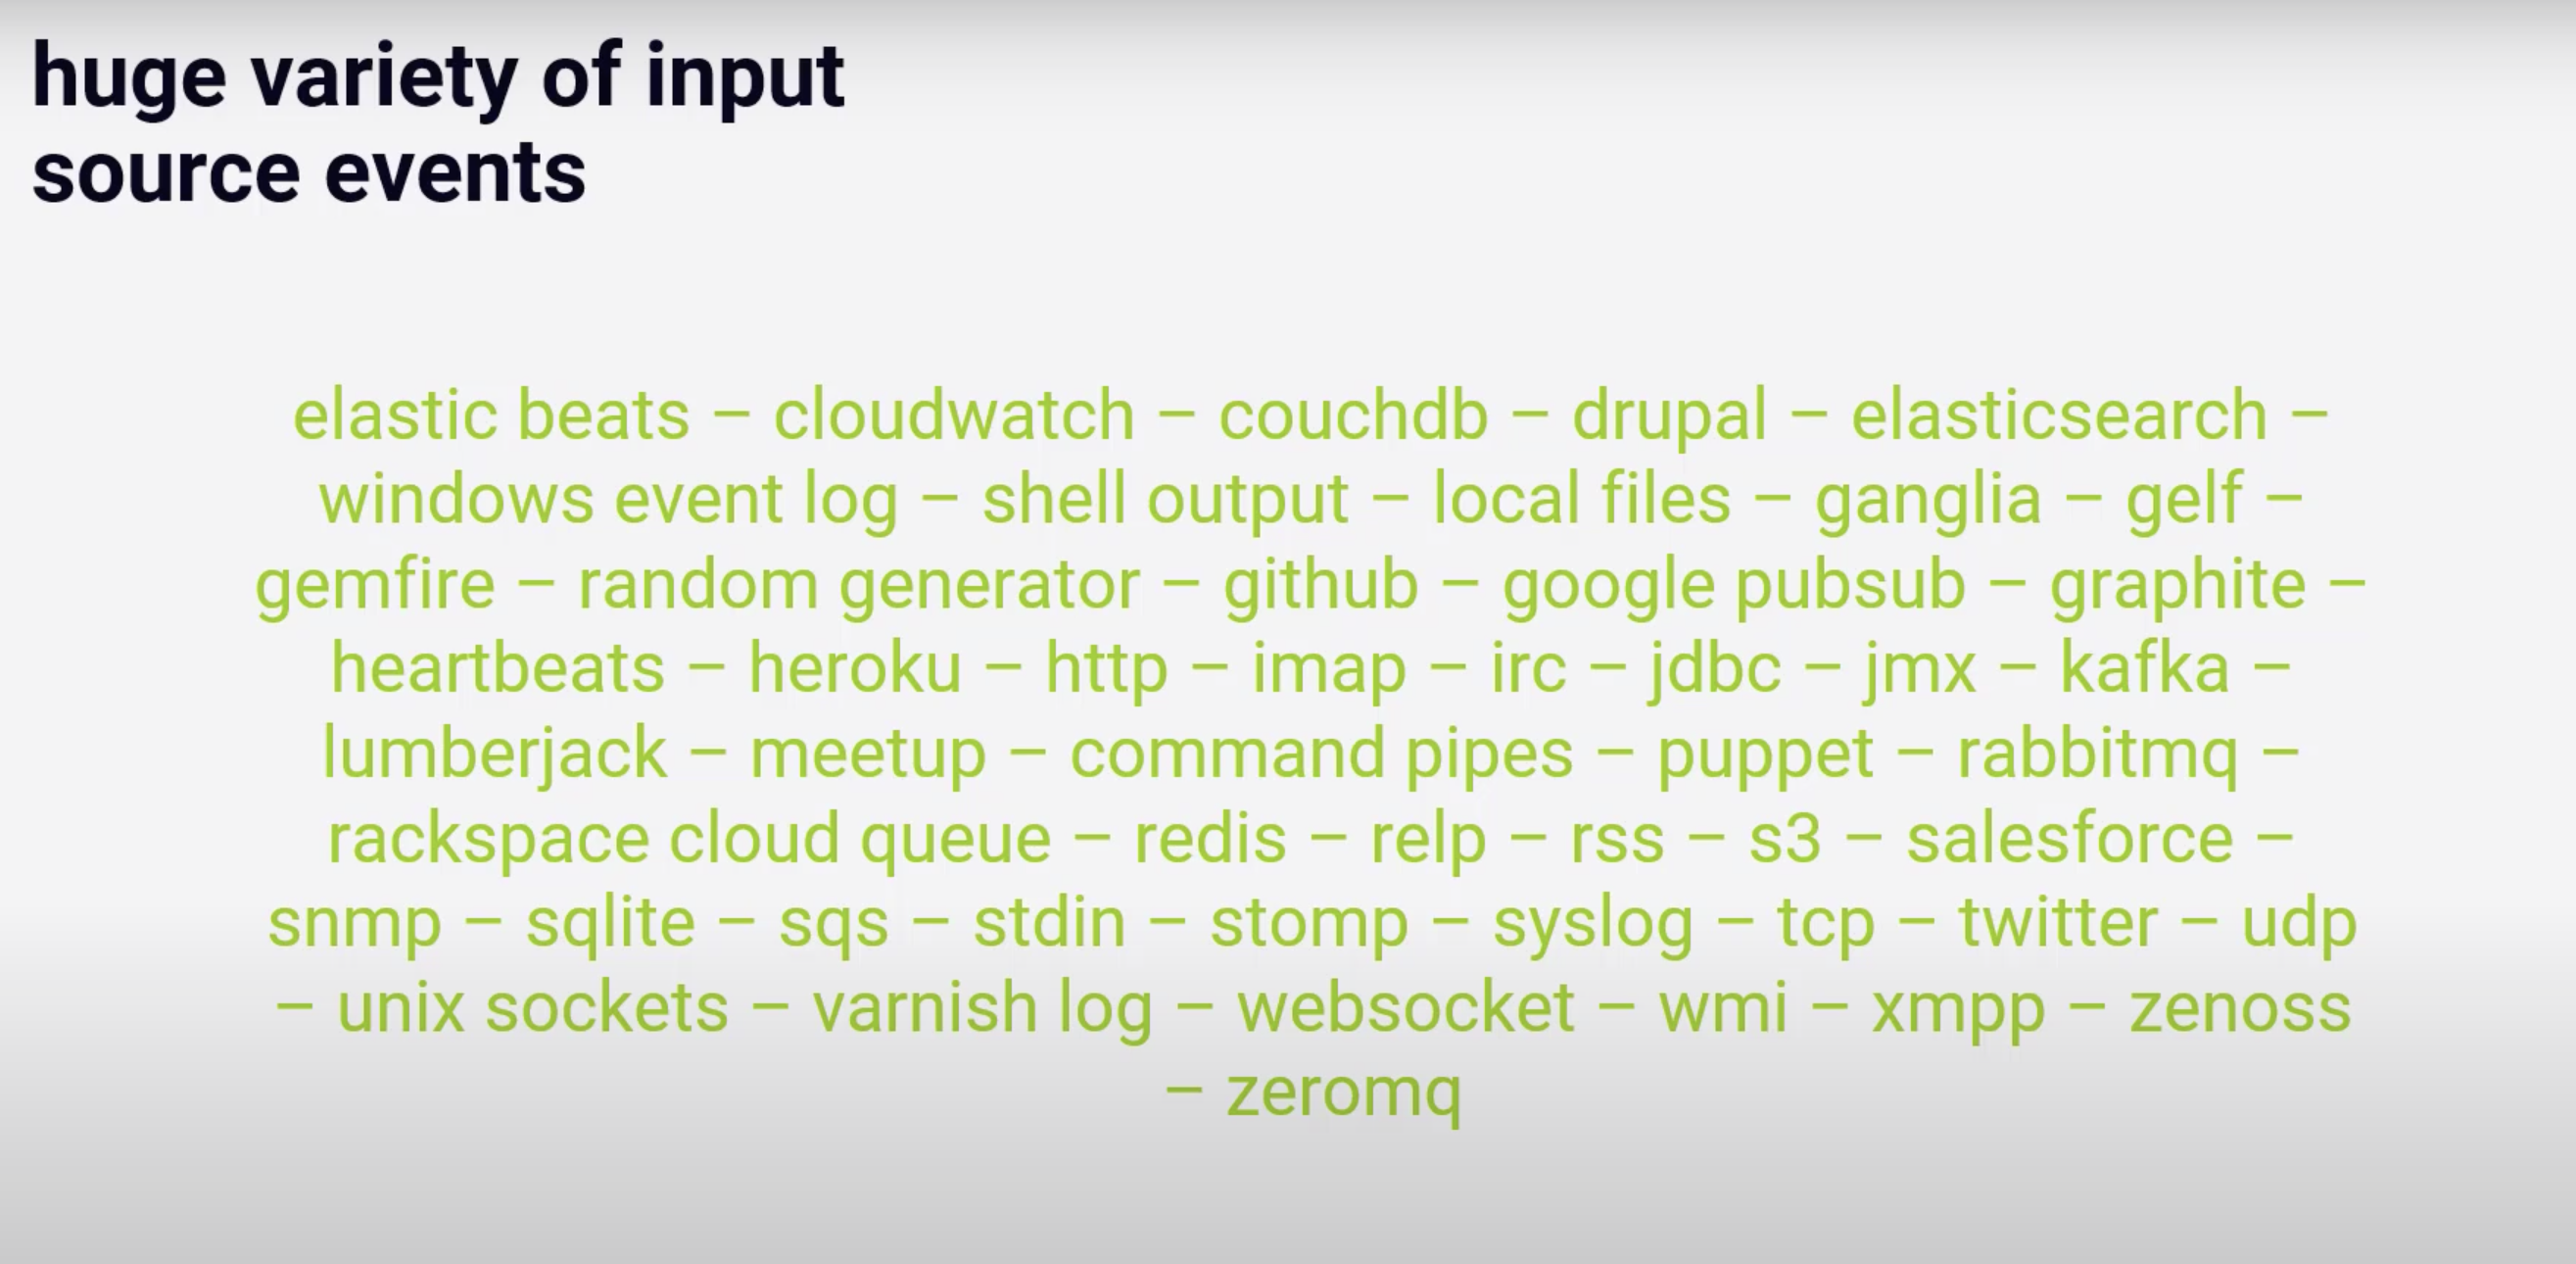 huge variety of input
source events
elastic beats – cloudwatch – couchdb – drupal – elasticsearch –
windows event log – shell output – local files – ganglia – gelf –
gemfire – random generator – github – google pubsub – graphite –
heartbeats – heroku – http – imap – irc – jdbc – jmx – kafka –
lumberjack – meetup – command pipes – puppet – rabbitmq –
rackspace cloud queue – redis – relp – rss – s3 – salesforce –
snmp – sqlite – sqs – stdin – stomp – syslog – tcp – twitter – udp
– unix sockets – varnish log – websocket – wmi – xmpp – zenoss
– zeromq